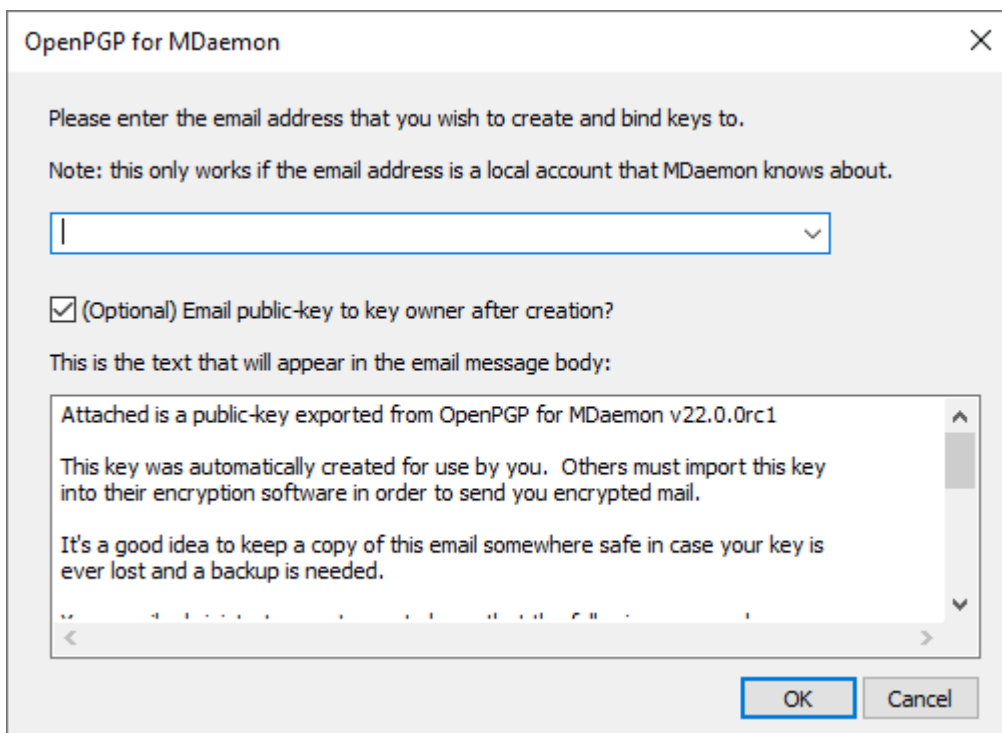 OpenPGP for MDaemon
Please enter the email address that you wish to create and bind keys to.
Note: this only works if the email address is a local account that MDaemon knows about.
(Optional) Email public-key to key owner after creation?
This is the text that will appear in the email message body:
Attached is a public-key exported from OpenPGP for MDaemon v22.0.0rc1
This key was automatically created for use by you.  Others must import this key
into their encryption software in order to send you encrypted mail.
It's a good idea to keep a copy of this email somewhere safe in case your key is
ever lost and a backup is needed.
OK
Cancel